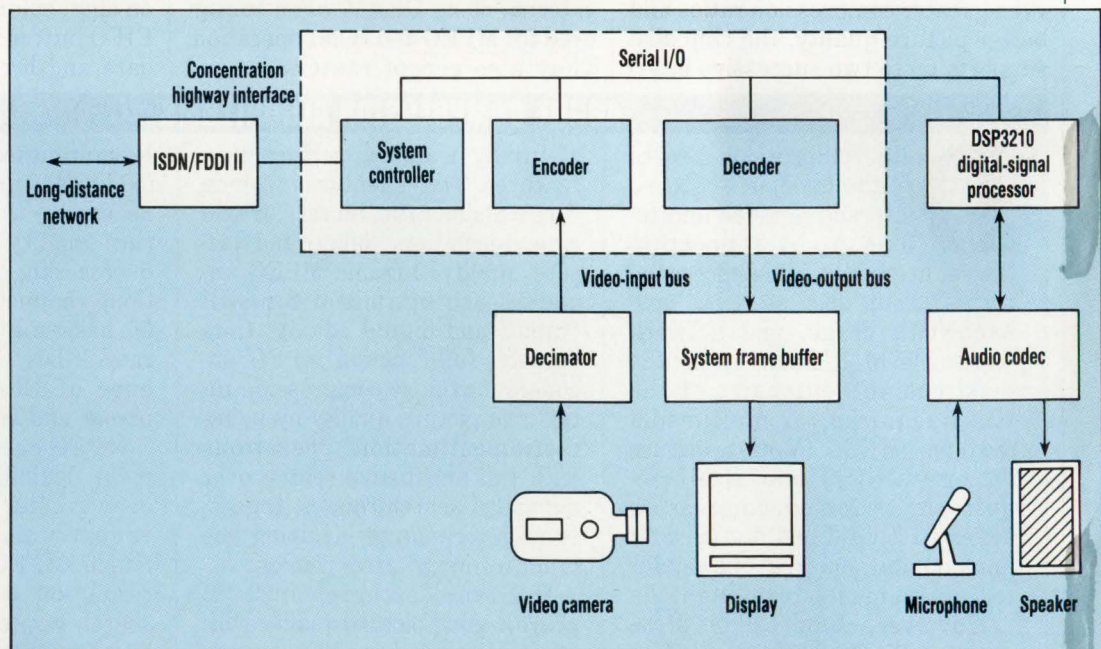 Serial I/O
Concentration
highway interface
ISDN/FDDI II
Long-distance
network
System
controller
Encoder
Decoder
DSP3210
digital-signal
processor
Video-input bus
Video-output bus
Decimator
System frame buffer
Audio codec
Video camera
Display
Microphone
Speaker